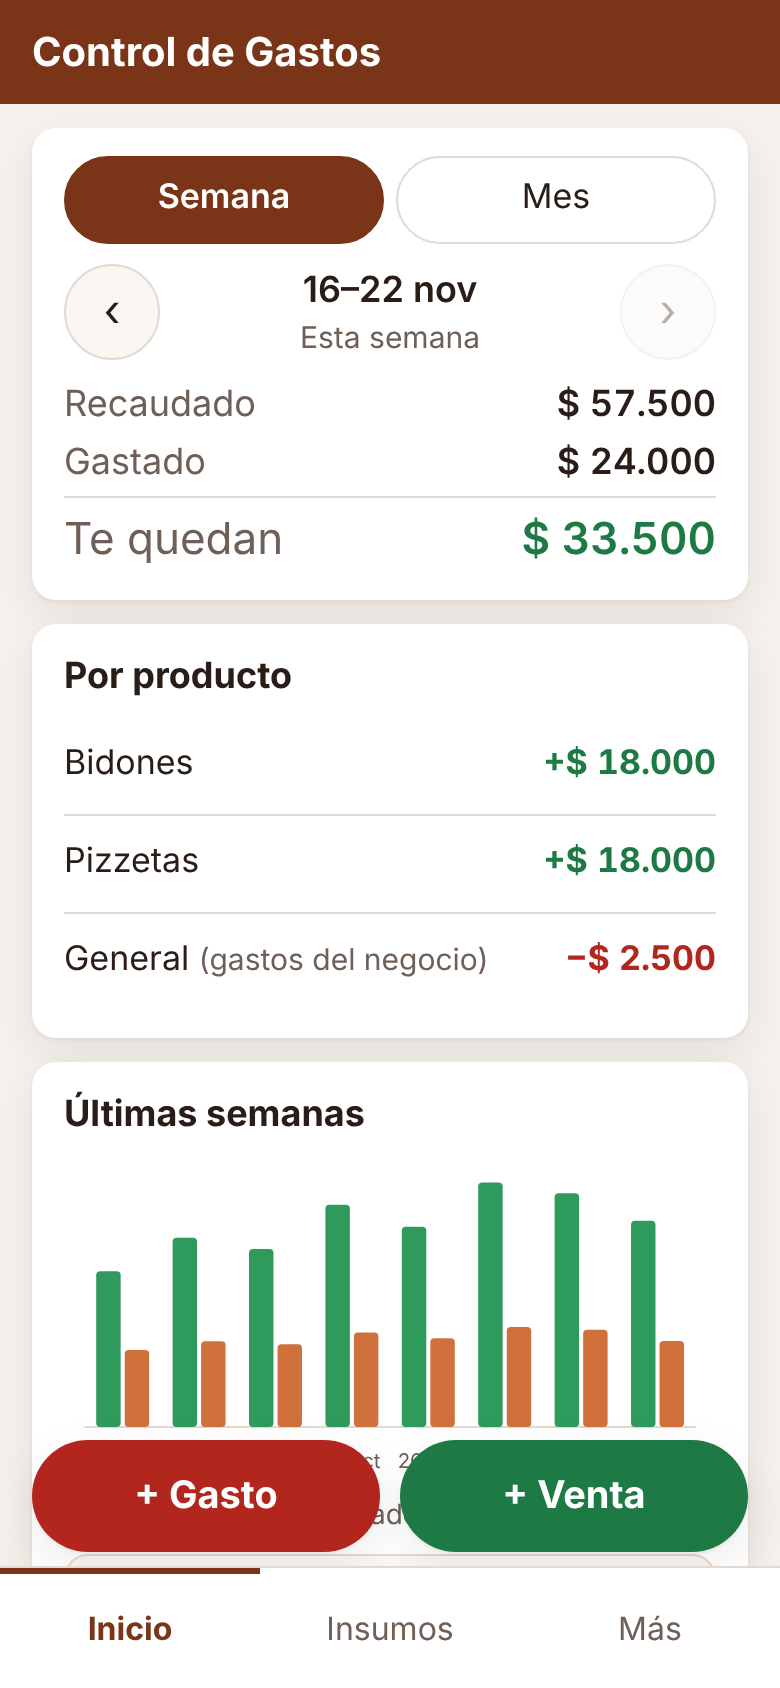 Control de Gastos
Semana
Mes
‹
16–22 nov
›
Esta semana
Recaudado
$ 57.500
Gastado
$ 24.000
Te quedan
$ 33.500
Por producto
Bidones
+$ 18.000
Pizzetas
+$ 18.000
General (gastos del negocio)
−$ 2.500
Últimas semanas
+ Gasto
+ Venta
Inicio
Insumos
Más